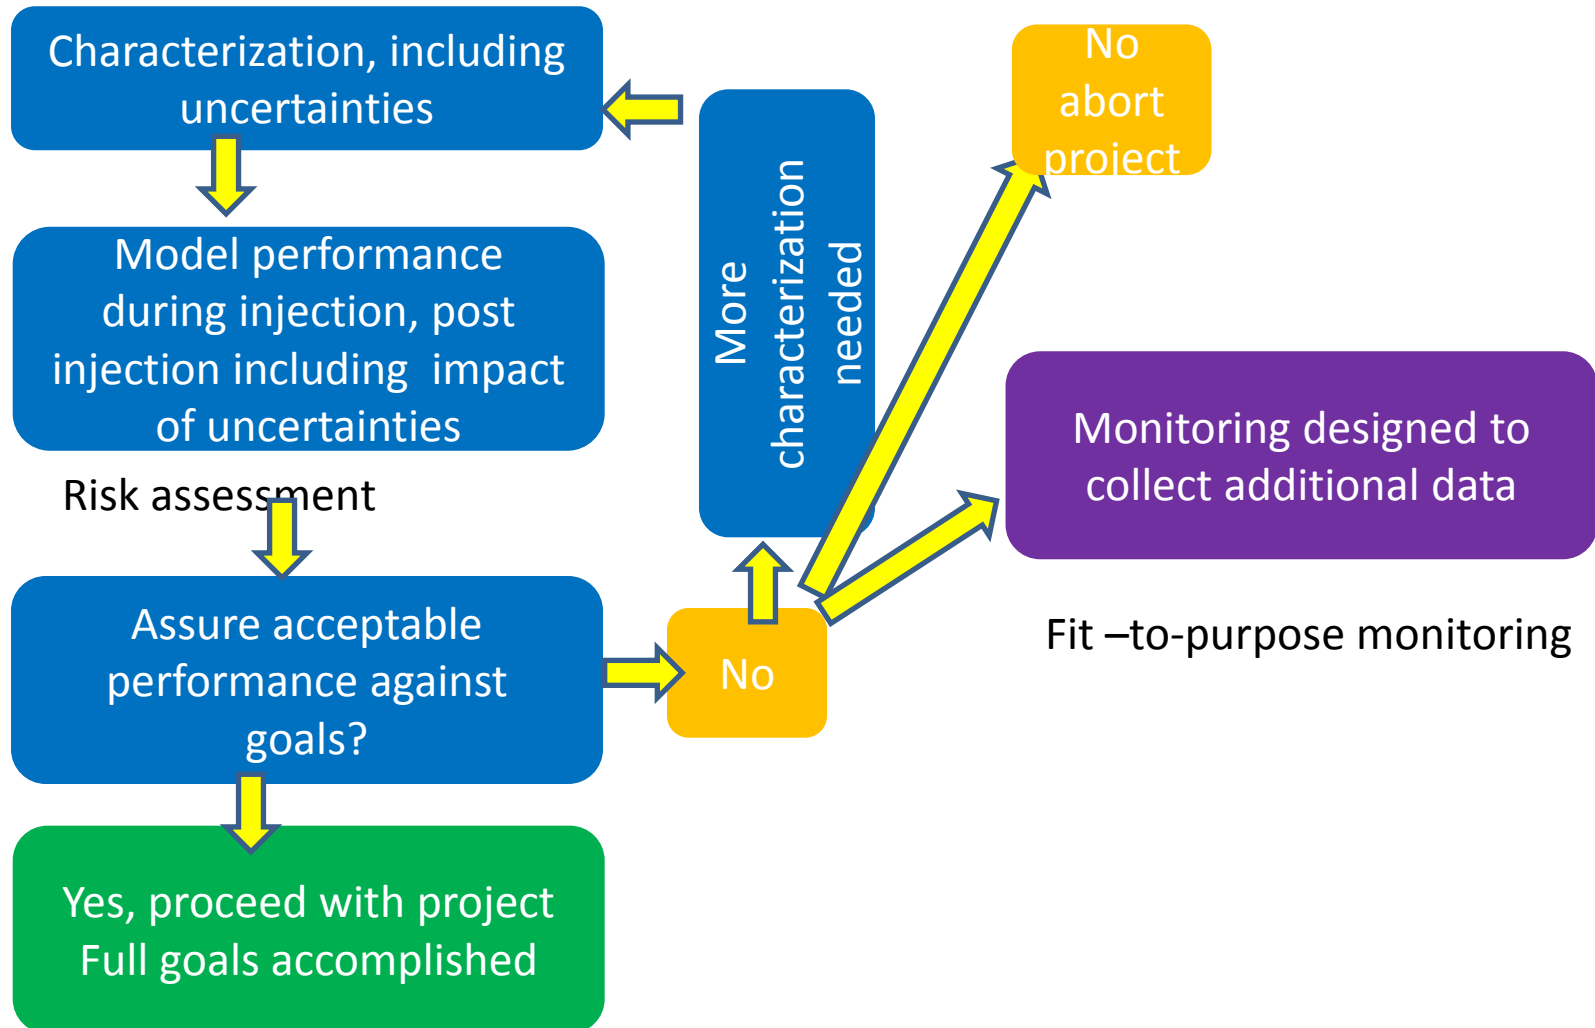 Characterization, including
uncertainties
Model performance
during injection, post
injection including  impact
of uncertainties
Risk assessment
Assure acceptable
performance against
goals?
Yes, proceed with project
Full goals accomplished
No
More
characterization
needed
No
abort
project
Monitoring designed to
collect additional data
Fit –to-purpose monitoring